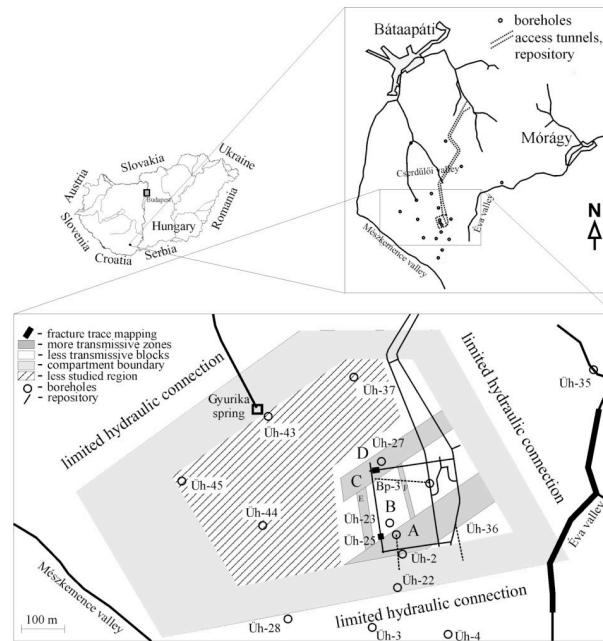 Bátaapáti
boreholes
access tunnels,
repository
Mórágy
Cserdülői valley
Éva valley
Mészkemence valley
N
Slovakia
Ukraine
Austria
Budapest
Hungary
Romania
Slovenia
Croatia
Serbia
- fracture trace mapping
- more transmissive zones
- less transmissive blocks
- compartment boundary
- less studied region
- boreholes
- repository
limited hydraulic connection
limited hydraulic connection
limited hydraulic connection
Gyurika
spring
Üh-37
Üh-43
Üh-35
D
Üh-27
C
Bp-3
Üh-45
E
F
B
Üh-23
Üh-44
A
Üh-36
Üh-25
Üh-2
Üh-22
Üh-28
Üh-3
Üh-4
Éva valley
Mészkemence valley
100 m